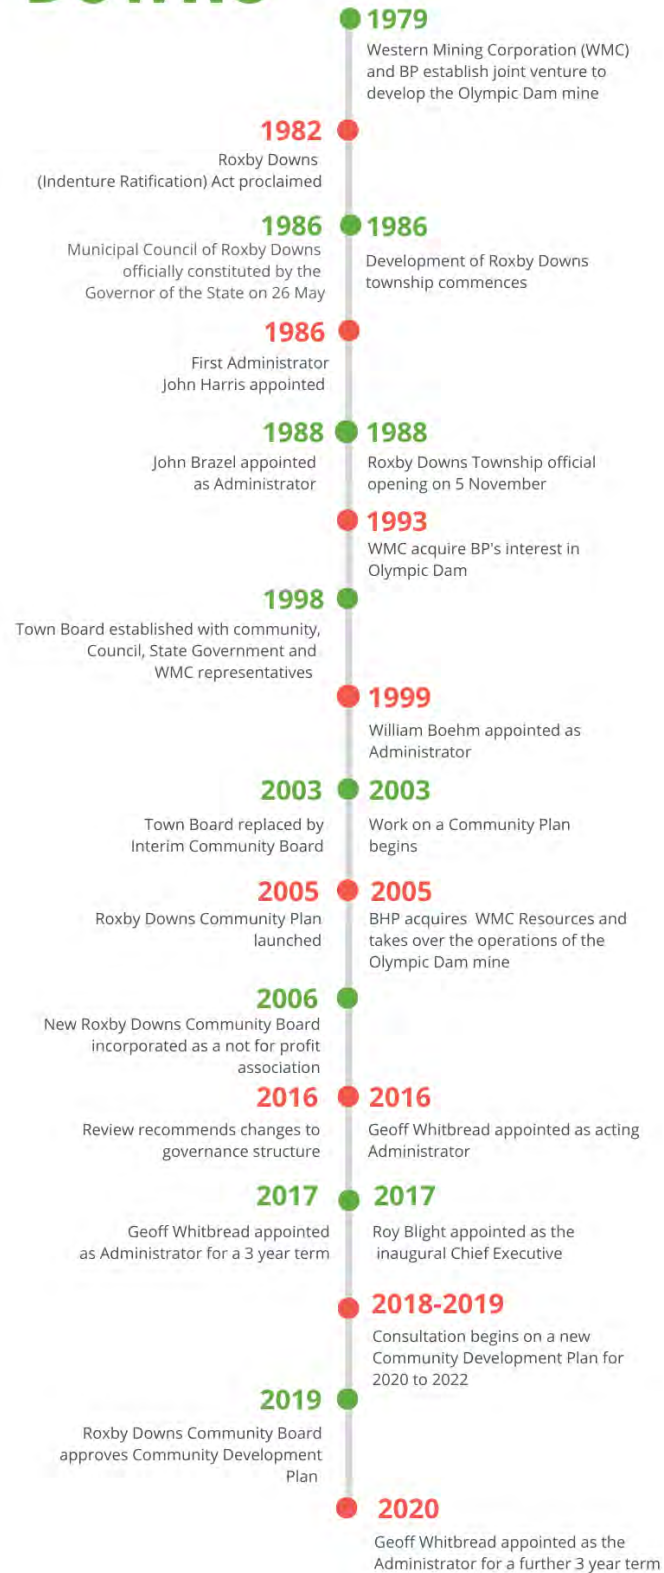 1979
Western Mining Corporation (WMC)
and BP establish joint venture to
develop the Olympic Dam mine
1982
Roxby Downs
(Indenture Ratification) Act proclaimed
1986
Municipal Council of Roxby Downs
officially constituted by the
Governor of the State on 26 May
1986
Development of Roxby Downs
township commences
1986
First Administrator
John Harris appointed
1988
John Brazel appointed
as Administrator
1988
Roxby Downs Township official
opening on 5 November
1993
WMC acquire BP's interest in
Olympic Dam
1998
Town Board established with community,
Council, State Government and
WMC representatives
1999
William Boehm appointed as
Administrator
2003
Town Board replaced by
Interim Community Board
2003
Work on a Community Plan
begins
2005
Roxby Downs Community Plan
launched
2005
BHP acquires WMC Resources and
takes over the operations of the
Olympic Dam mine
2006
New Roxby Downs Community Board
incorporated as a not for profit
association
2016
Review recommends changes to
governance structure
2016
Geoff Whitbread appointed as acting
Administrator
2017
Geoff Whitbread appointed
as Administrator for a 3 year term
2017
Roy Blight appointed as the
inaugural Chief Executive
2018-2019
Consultation begins on a new
Community Development Plan for
2020 to 2022
2019
Roxby Downs Community Board
approves Community Development
Plan
2020
Geoff Whitbread appointed as the
Administrator for a further 3 year term